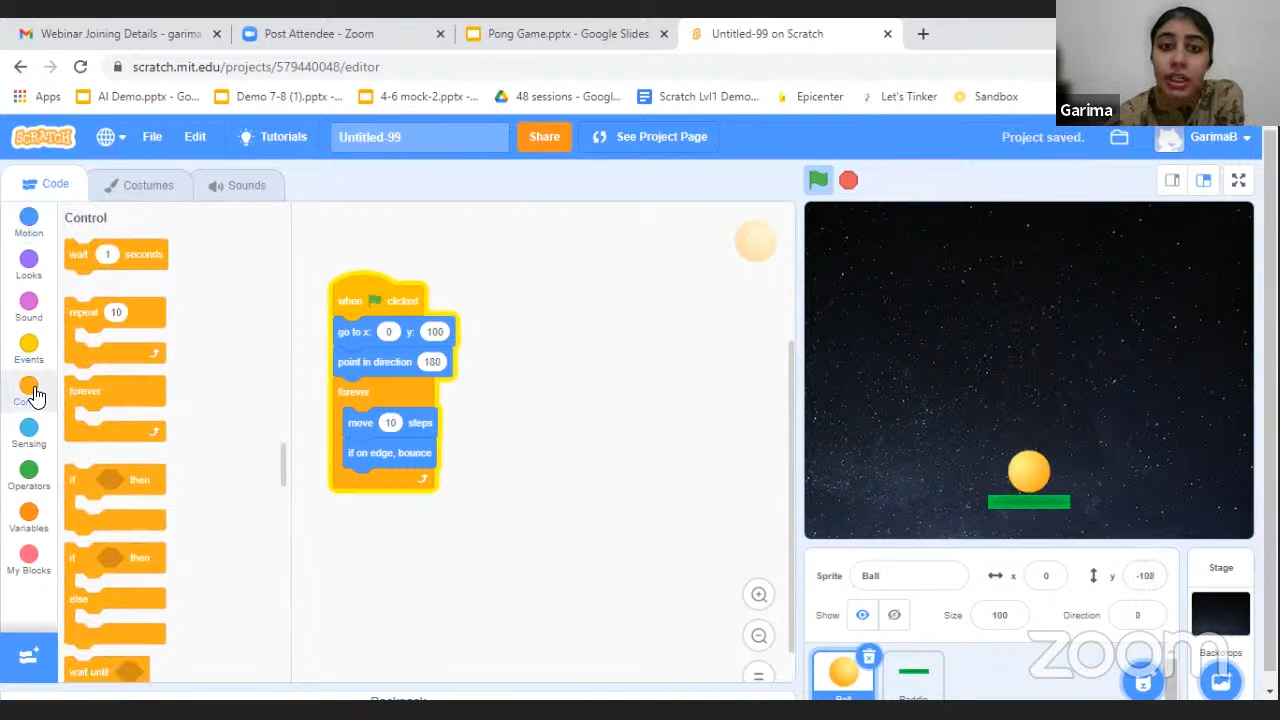 Webinar Joining Details - garima
Post Attendee - Zoom
Pong Game.pptx - Google Slides
Untitled-99 on Scratch
scratch.mit.edu/projects/579440048/editor
Apps
AI Demo.pptx - Go...
Demo 7-8 (1).pptx -...
4-6 mock-2.pptx -...
48 sessions - Googl...
Scratch Lvl1 Demo...
Epicenter
Let's Tinker
Sandbox
Garima
SCRATCH
File
Edit
Tutorials
Untitled-99
Share
See Project Page
Project saved.
GarimaB
Code
Costumes
Sounds
Motion
Looks
Sound
Events
Sensing
Operators
Variables
My Blocks
Control
wait 1 seconds
repeat 10
forever
if then
if then
else
wait until
when clicked
go to x: 0 y: 100
point in direction 180
forever
move 10 steps
if on edge, bounce
Sprite Ball x 0 y -108
Show Size 100 Direction 0
Stage
Backdrops
Ball
Paddle
Backpack
zoom